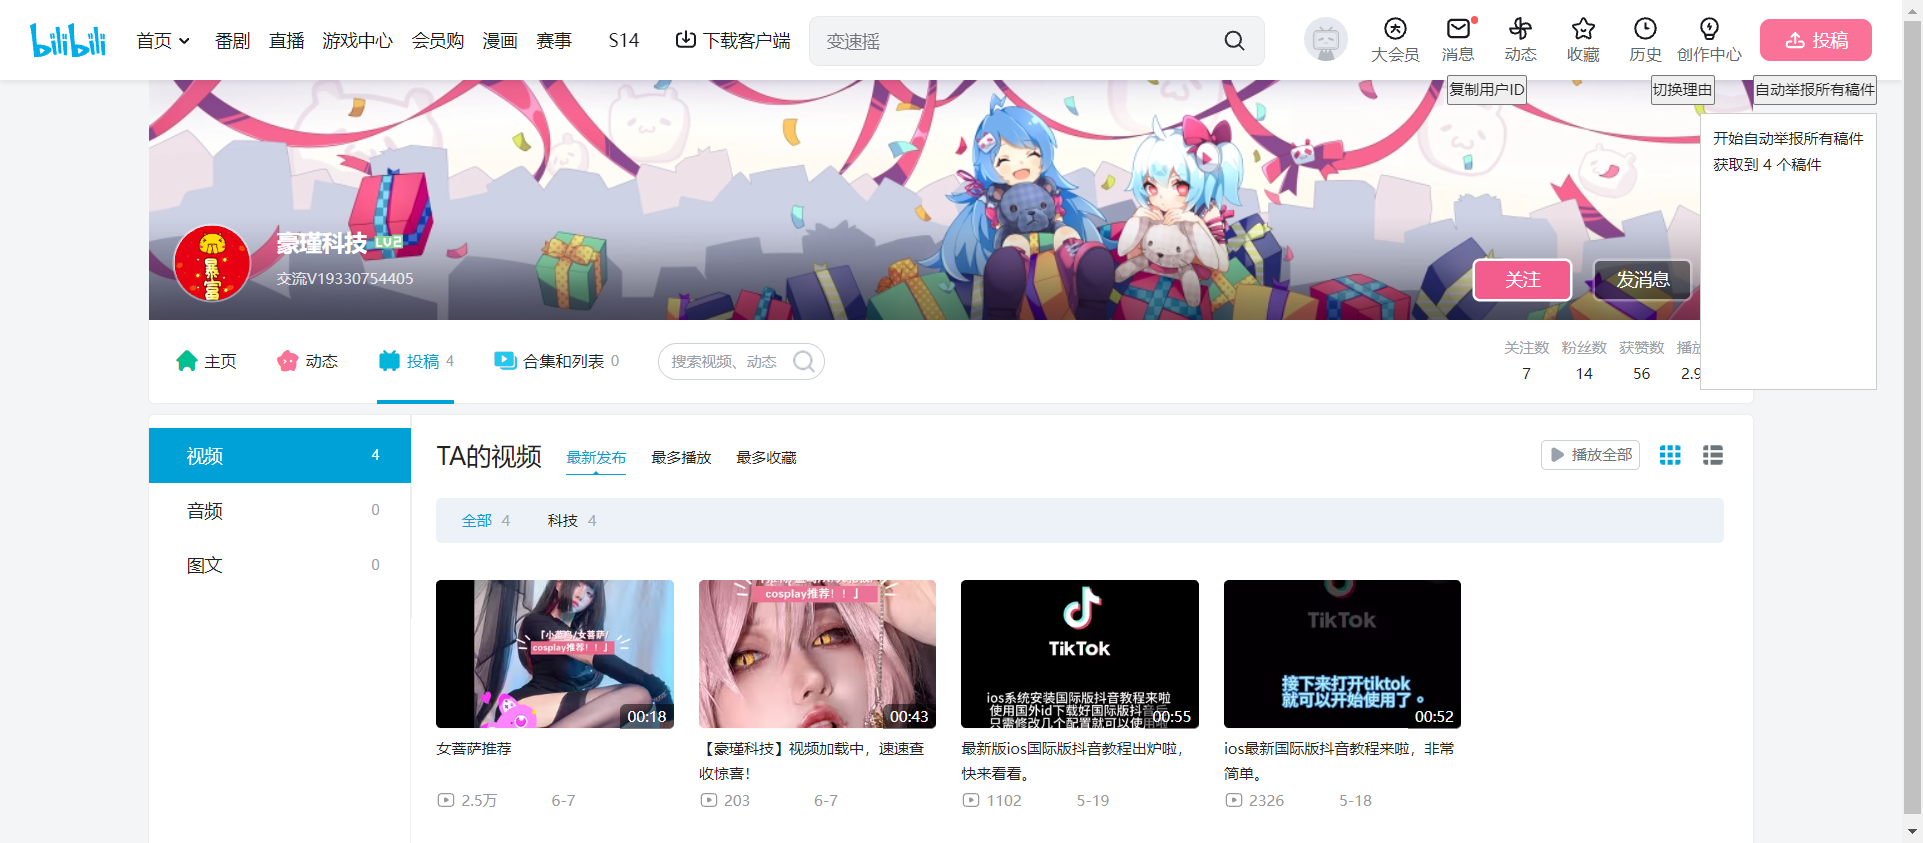 bilibili
首页
番剧
直播
游戏中心
会员购
漫画
赛事
S14
下载客户端
变速摇
大会员
消息
动态
收藏
历史
创作中心
投稿
复制用户ID
切换理由
自动举报所有稿件
开始自动举报所有稿件
获取到 4 个稿件
暴富
豪瑾科技 LV2
交流V19330754405
关注
发消息
主页
动态
投稿 4
合集和列表 0
搜索视频、动态
关注数 粉丝数 获赞数 播放
7 14 56 2.9
视频 4
音频 0
图文 0
TA的视频
最新发布
最多播放
最多收藏
播放全部
全部 4
科技 4
cosplay推荐！！」
00:18
女菩萨推荐
2.5万 6-7
cosplay推荐！！」
00:43
【豪瑾科技】视频加载中，速速查
收惊喜！
203 6-7
TikTok
ios系统安装国际版抖音教程来啦
使用国外id下载好国际版抖音后
只需修改几个配置就可以使用啦
00:55
最新版ios国际版抖音教程出炉啦，
快来看看。
1102 5-19
TikTok
接下来打开tiktok
就可以开始使用了。
00:52
ios最新国际版抖音教程来啦，非常
简单。
2326 5-18